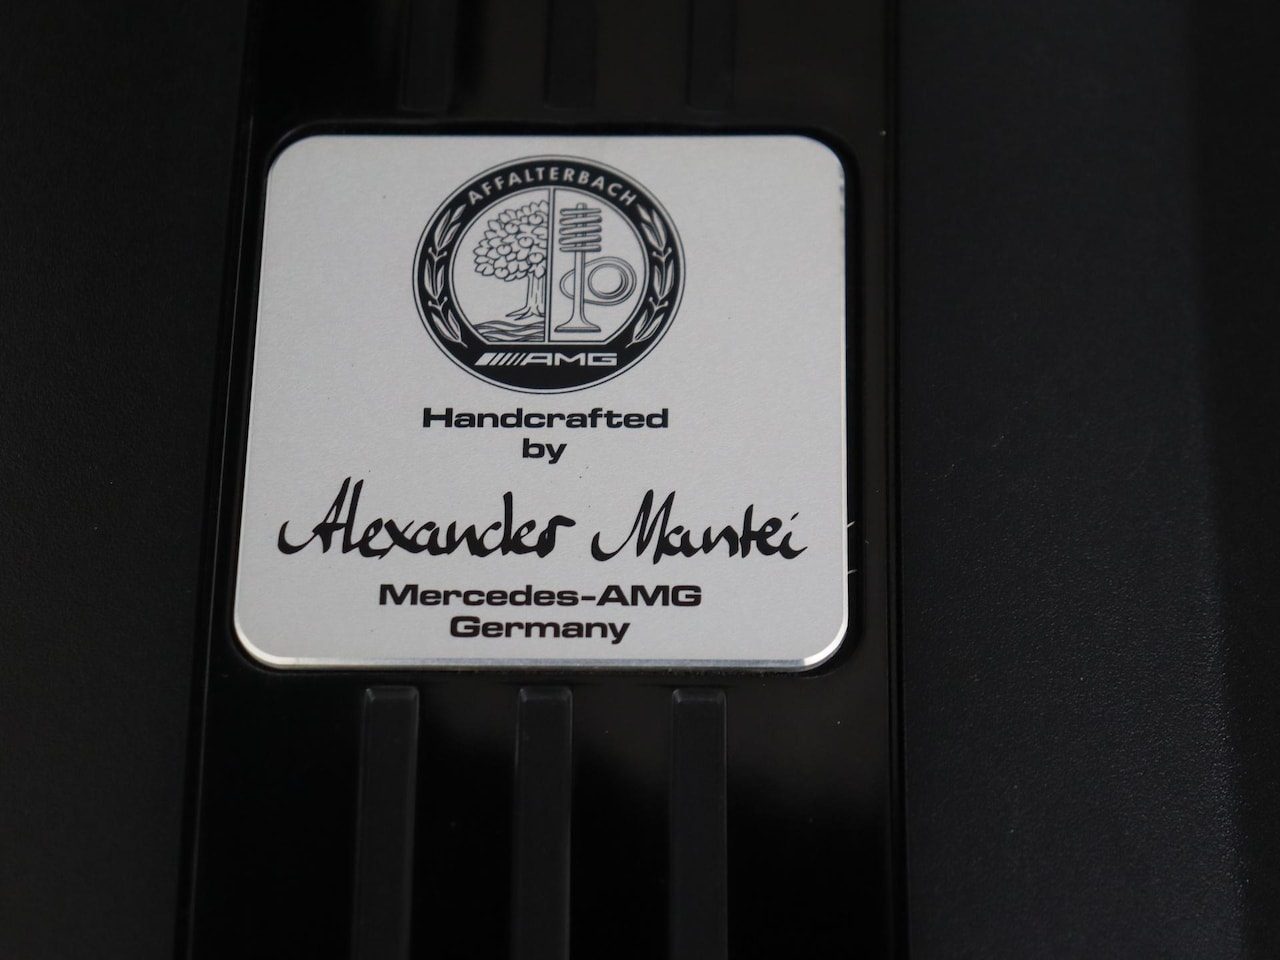 AFFALTERBACH
AMG
Handcrafted
by
Alexander Mantei
Mercedes-AMG
Germany